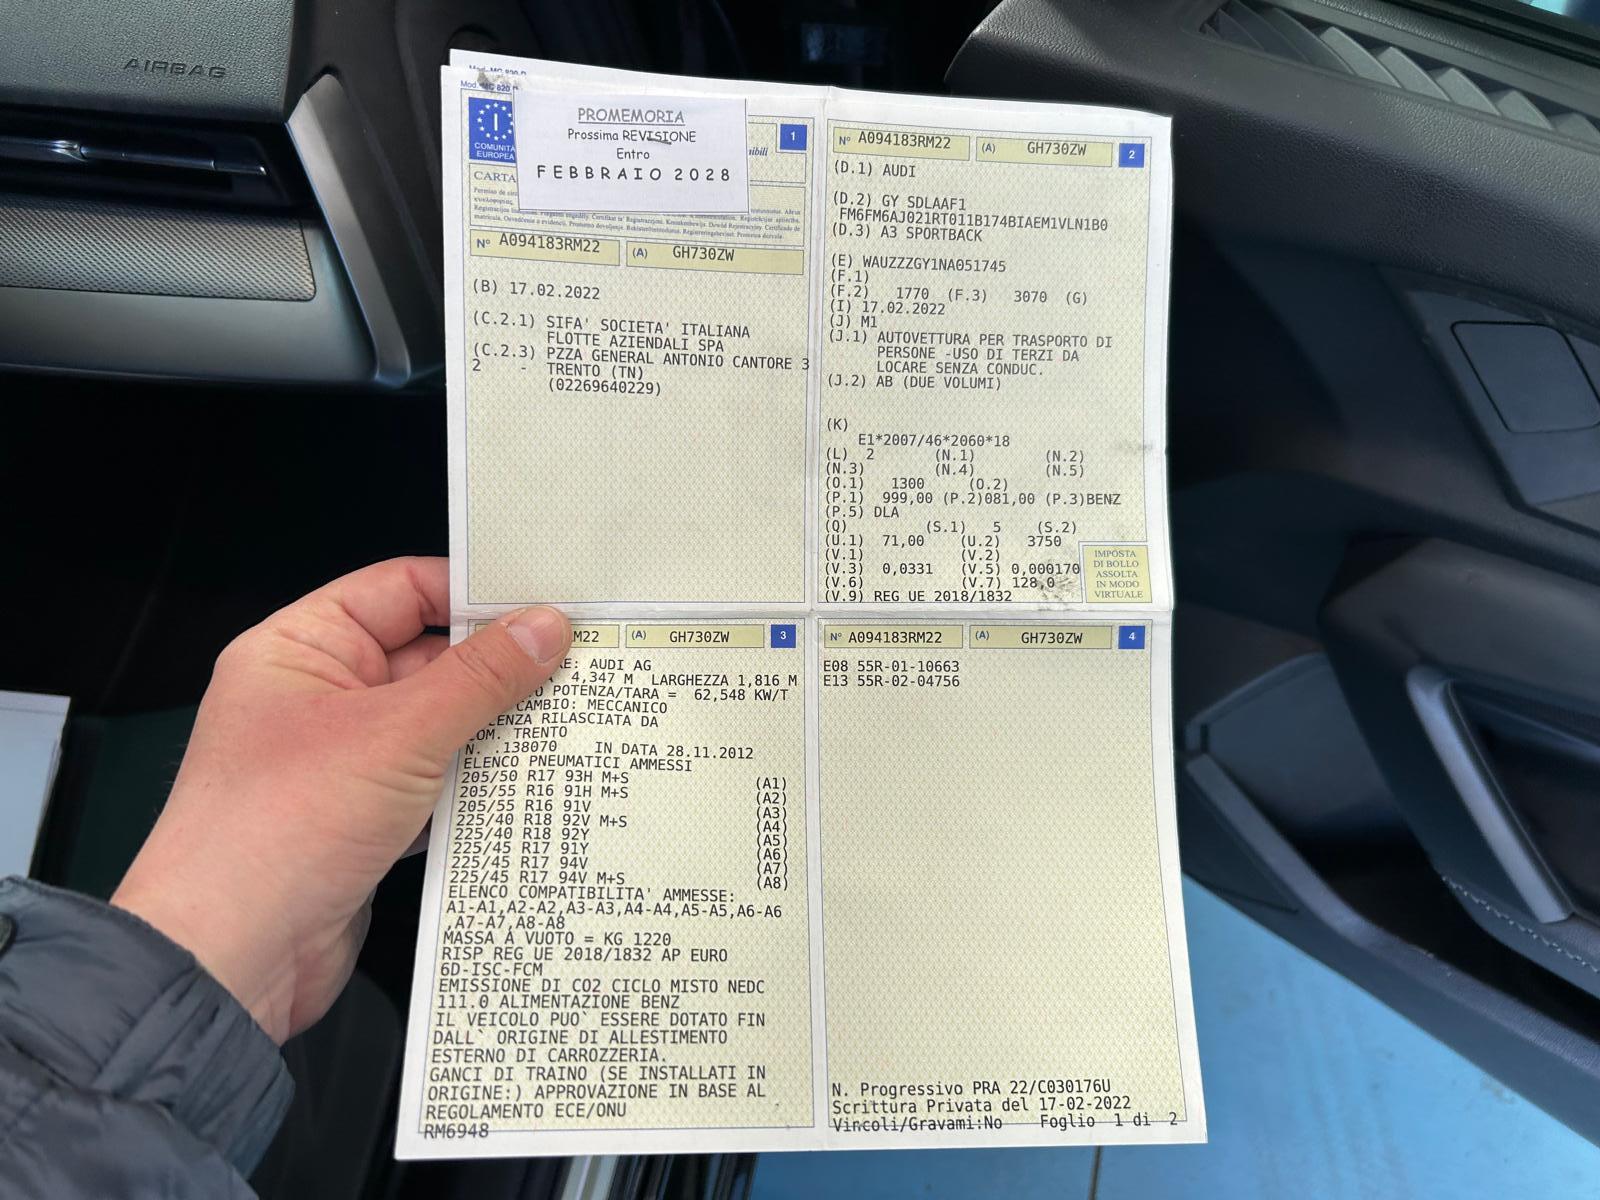 AIRBAG
Mod. MC 820
COMUNITÀ
EUROPEA
PROMEMORIA
Prossima REVISIONE
Entro
FEBBRAIO 2028
1
CARTA
N° A094183RM22 (A) GH730ZW
(B) 17.02.2022
(C.2.1) SIFA' SOCIETA' ITALIANA
FLOTTE AZIENDALI SPA
(C.2.3) PZZA GENERAL ANTONIO CANTORE 3
2 - TRENTO (TN)
(02269640229)
N° A094183RM22 (A) GH730ZW 2
(D.1) AUDI
(D.2) GY SDLAAF1
FM6FM6AJ021RT011B174BIAEM1VLN1B0
(D.3) A3 SPORTBACK
(E) WAUZZZGY1NA051745
(F.1)
(F.2) 1770 (F.3) 3070 (G)
(I) 17.02.2022
(J) M1
(J.1) AUTOVETTURA PER TRASPORTO DI
PERSONE -USO DI TERZI DA
LOCARE SENZA CONDUC.
(J.2) AB (DUE VOLUMI)
(K)
E1*2007/46*2060*18
(L) 2 (N.1) (N.2)
(N.3) (N.4) (N.5)
(O.1) 1300 (O.2)
(P.1) 999,00 (P.2)081,00 (P.3)BENZ
(P.5) DLA
(Q) (S.1) 5 (S.2)
(U.1) 71,00 (U.2) 3750
(V.1) (V.2)
(V.3) 0,0331 (V.5) 0,000170
(V.6) (V.7) 128,0
(V.9) REG UE 2018/1832
IMPOSTA
DI BOLLO
ASSOLTA
IN MODO
VIRTUALE
M22 (A) GH730ZW 3
RE: AUDI AG
4,347 M LARGHEZZA 1,816 M
POTENZA/TARA = 62,548 KW/T
CAMBIO: MECCANICO
CENZA RILASCIATA DA
COM. TRENTO
N. .138070 IN DATA 28.11.2012
ELENCO PNEUMATICI AMMESSI
205/50 R17 93H M+S (A1)
205/55 R16 91H M+S (A2)
205/55 R16 91V (A3)
225/40 R18 92V M+S (A4)
225/40 R18 92Y (A5)
225/45 R17 91Y (A6)
225/45 R17 94V (A7)
225/45 R17 94V M+S (A8)
ELENCO COMPATIBILITA' AMMESSE:
A1-A1,A2-A2,A3-A3,A4-A4,A5-A5,A6-A6
,A7-A7,A8-A8
MASSA A VUOTO = KG 1220
RISP REG UE 2018/1832 AP EURO
6D-ISC-FCM
EMISSIONE DI CO2 CICLO MISTO NEDC
111.0 ALIMENTAZIONE BENZ
IL VEICOLO PUO` ESSERE DOTATO FIN
DALL` ORIGINE DI ALLESTIMENTO
ESTERNO DI CARROZZERIA.
GANCI DI TRAINO (SE INSTALLATI IN
ORIGINE:) APPROVAZIONE IN BASE AL
REGOLAMENTO ECE/ONU
RM6948
N° A094183RM22 (A) GH730ZW 4
E08 55R-01-10663
E13 55R-02-04756
N. Progressivo PRA 22/C030176U
Scrittura Privata del 17-02-2022
Vincoli/Gravami:No Foglio 1 di 2